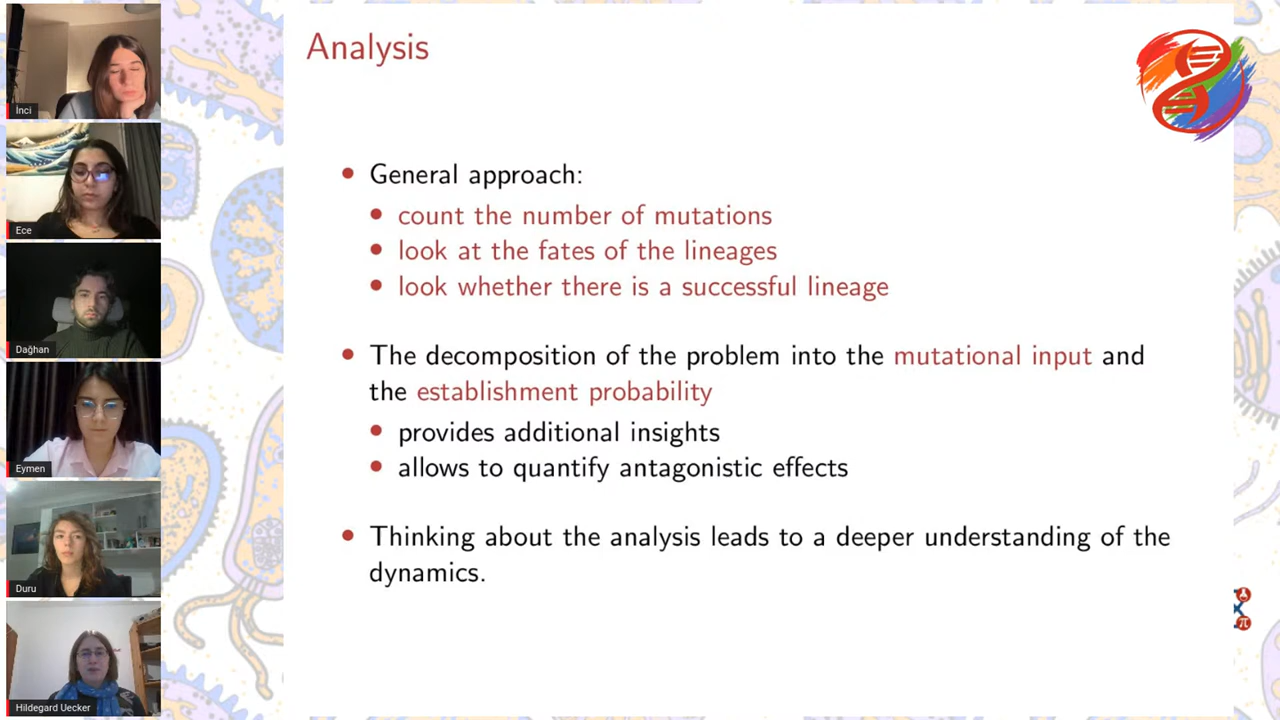 Analysis
General approach:
count the number of mutations
look at the fates of the lineages
look whether there is a successful lineage
The decomposition of the problem into the mutational input and
the establishment probability
provides additional insights
allows to quantify antagonistic effects
Thinking about the analysis leads to a deeper understanding of the
dynamics.
İnci
Ece
Dağhan
Eymen
Duru
Hildegard Uecker
π